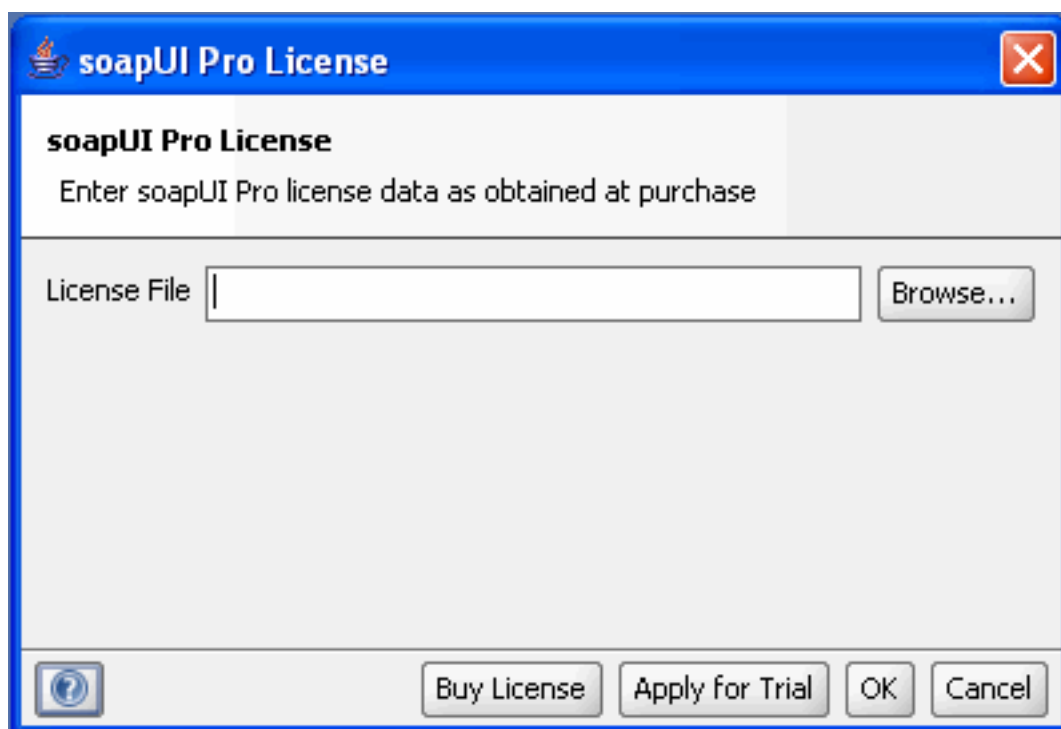 soapUI Pro License
soapUI Pro License
Enter soapUI Pro license data as obtained at purchase
License File Browse...
? Buy License Apply for Trial OK Cancel